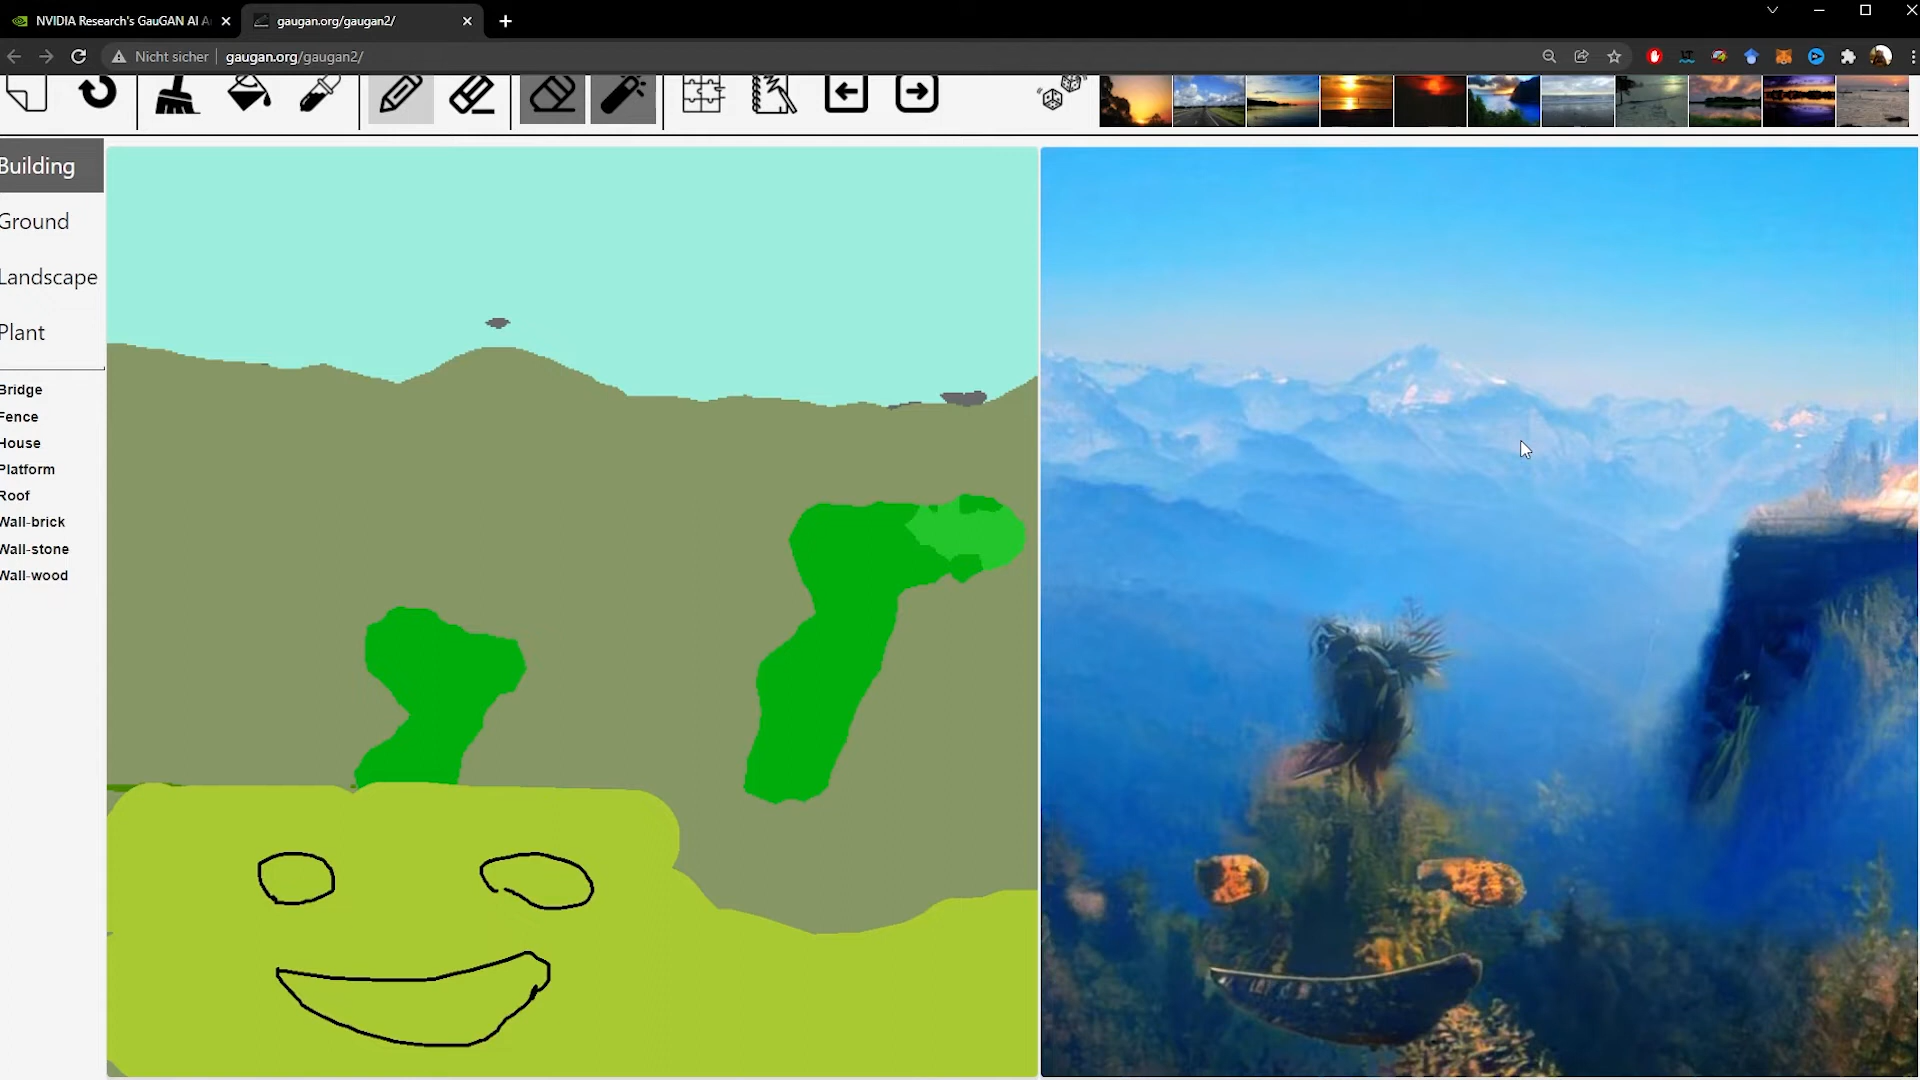 NVIDIA Research's GauGAN AI A
gaugan.org/gaugan2/
Nicht sicher
gaugan.org/gaugan2/
Building
Ground
Landscape
Plant
Bridge
Fence
House
Platform
Roof
Wall-brick
Wall-stone
Wall-wood